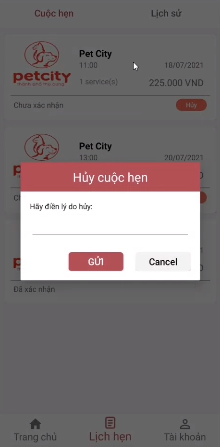 Cuộc hẹn
Lịch sử
Pet City
11:00
18/07/2021
petcity
1 service(s)
225.000 VND
Chưa xác nhận
Hủy
Pet City
13:00
20/07/2021
Hủy cuộc hẹn
Hãy điền lý do hủy:
GỬI
Cancel
Đã xác nhận
Trang chủ
Lịch hẹn
Tài khoản